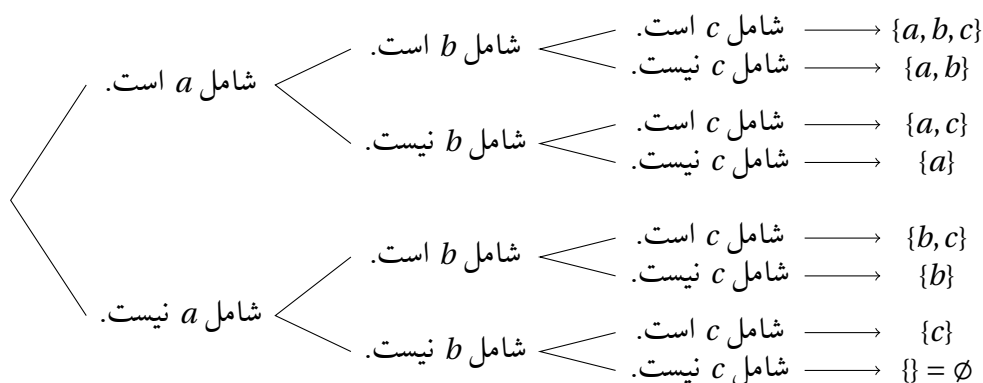 شامل c است. {a, b, c}
شامل b است.
شامل c نیست. {a, b}
شامل a است.
شامل c است. {a, c}
شامل b نیست.
شامل c نیست. {a}
شامل c است. {b, c}
شامل b است.
شامل c نیست. {b}
شامل a نیست.
شامل c است. {c}
شامل b نیست.
شامل c نیست. {} = ∅